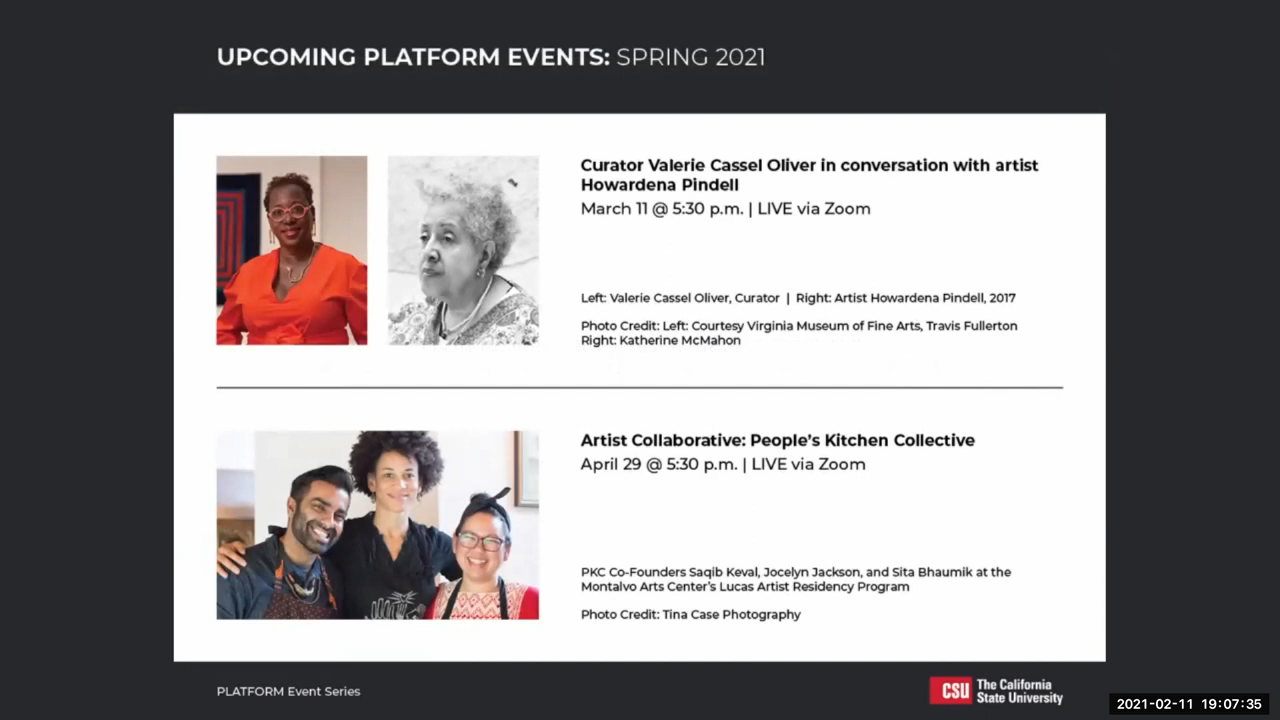 UPCOMING PLATFORM EVENTS: SPRING 2021
Curator Valerie Cassel Oliver in conversation with artist
Howardena Pindell
March 11 @ 5:30 p.m. | LIVE via Zoom
Left: Valerie Cassel Oliver, Curator | Right: Artist Howardena Pindell, 2017
Photo Credit: Left: Courtesy Virginia Museum of Fine Arts, Travis Fullerton
Right: Katherine McMahon
Artist Collaborative: People’s Kitchen Collective
April 29 @ 5:30 p.m. | LIVE via Zoom
PKC Co-Founders Saqib Keval, Jocelyn Jackson, and Sita Bhaumik at the
Montalvo Arts Center’s Lucas Artist Residency Program
Photo Credit: Tina Case Photography
PLATFORM Event Series
CSU The California
State University
2021-02-11 19:07:35